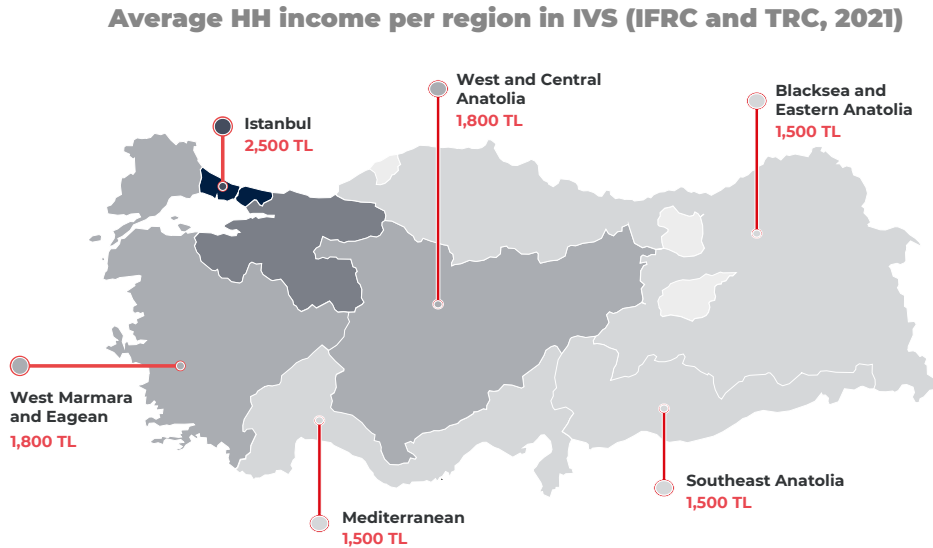 Average HH income per region in IVS (IFRC and TRC, 2021)
West and Central
Anatolia
1,800 TL
Blacksea and
Eastern Anatolia
1,500 TL
Istanbul
2,500 TL
West Marmara
and Eagean
1,800 TL
Southeast Anatolia
1,500 TL
Mediterranean
1,500 TL